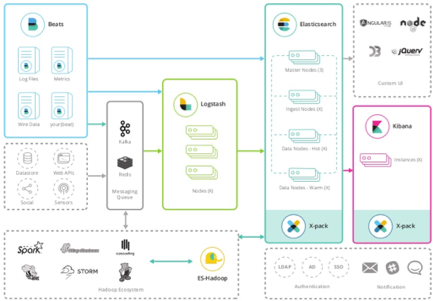 Beats
Log Files
Metrics
Wire Data
your{beat}
Datastore
Web APIs
Social
Sensors
Kafka
Redis
Messaging
Queue
Logstash
Nodes (X)
Elasticsearch
Master Nodes (3)
Ingest Nodes (X)
Data Nodes - Hot (X)
Data Nodes - Warm (X)
X-pack
ANGULARJS
node
D3
jQuery
Custom UI
Kibana
Instances (X)
X-pack
Spark
STORM
cascading
Hadoop Ecosystem
ES-Hadoop
LDAP
AD
SSO
Authentication
Notification